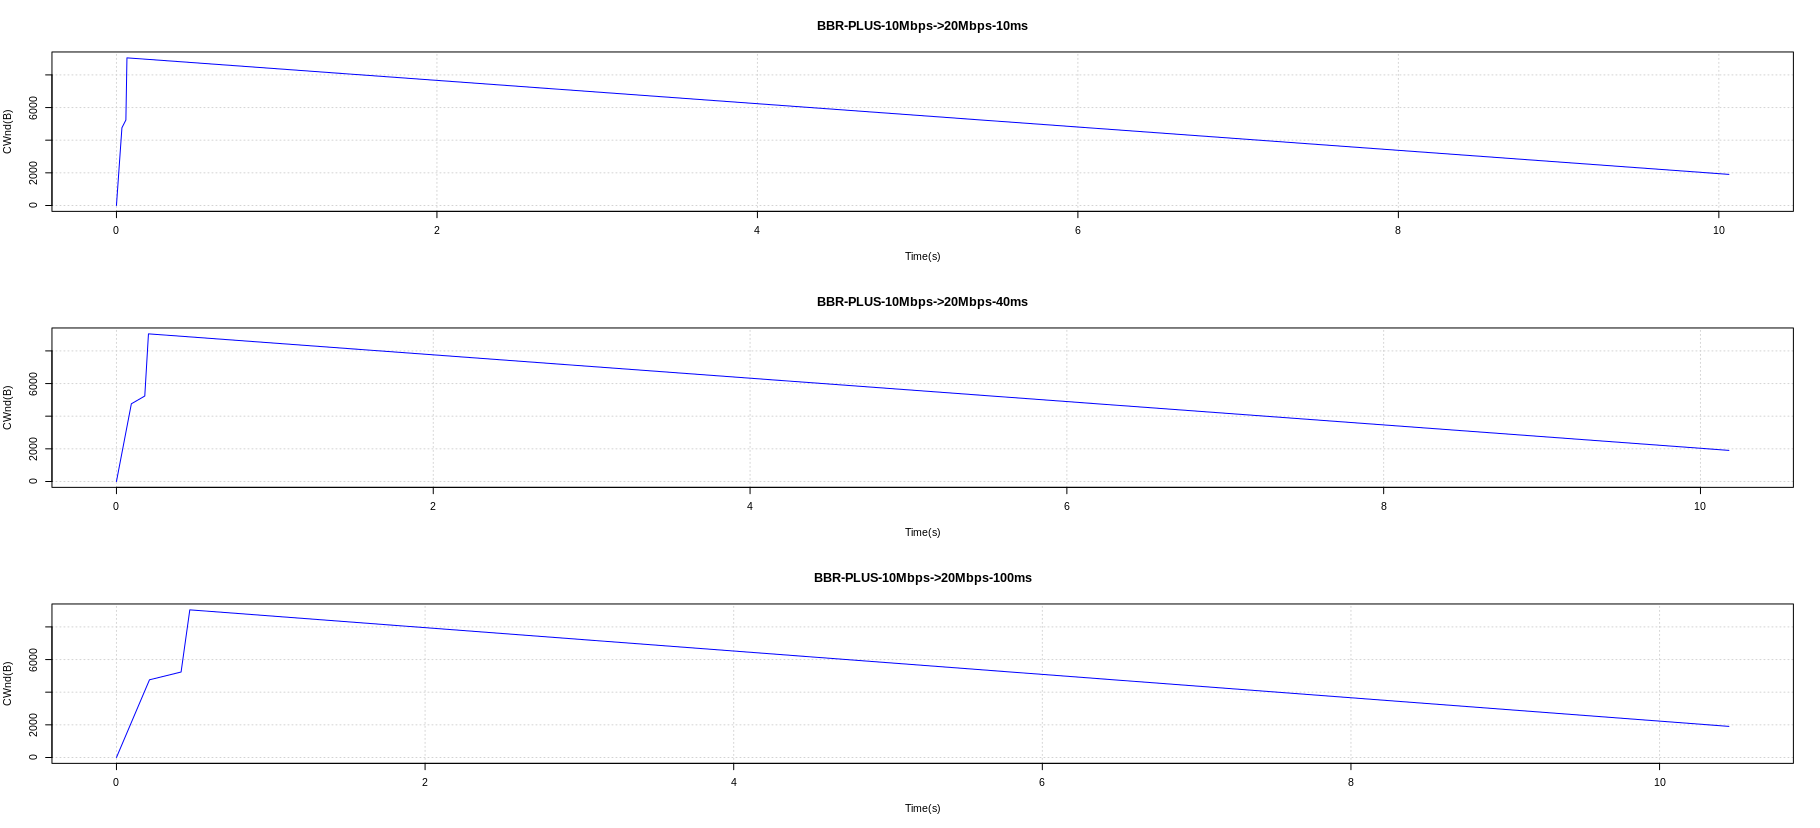 BBR-PLUS-10Mbps->20Mbps-10ms
CWnd(B)
6000
2000
0
0 2 4 6 8 10
Time(s)
BBR-PLUS-10Mbps->20Mbps-40ms
CWnd(B)
6000
2000
0
0 2 4 6 8 10
Time(s)
BBR-PLUS-10Mbps->20Mbps-100ms
CWnd(B)
6000
2000
0
0 2 4 6 8 10
Time(s)